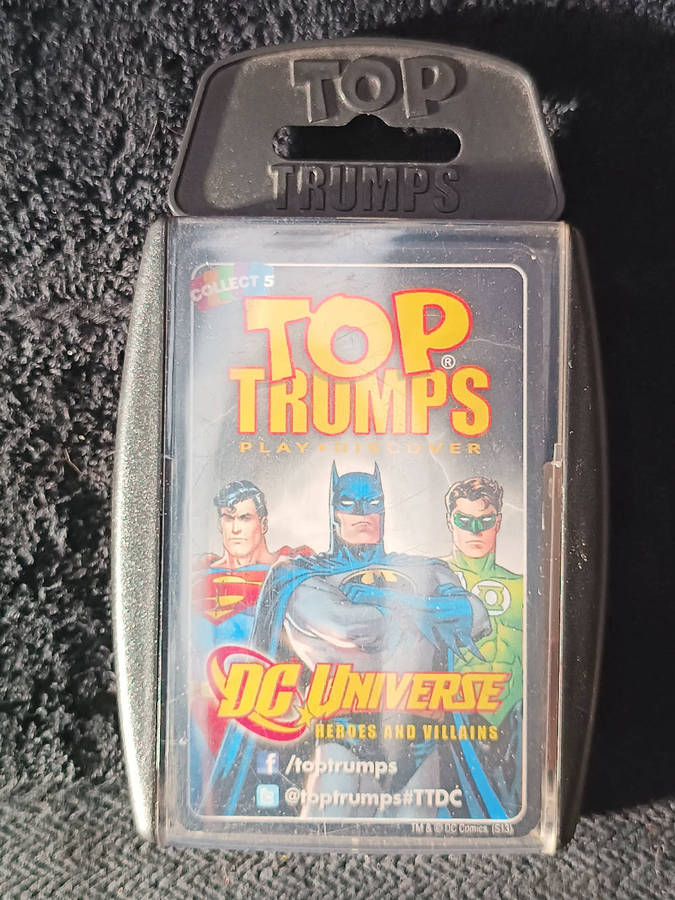 TOP
TRUMPS
COLLECT 5
TOP
TRUMPS®
PLAY+DISCOVER
DC UNIVERSE
HEROES AND VILLAINS
f /toptrumps
@toptrumps#TTDC
TM & © DC Comics. (S13)